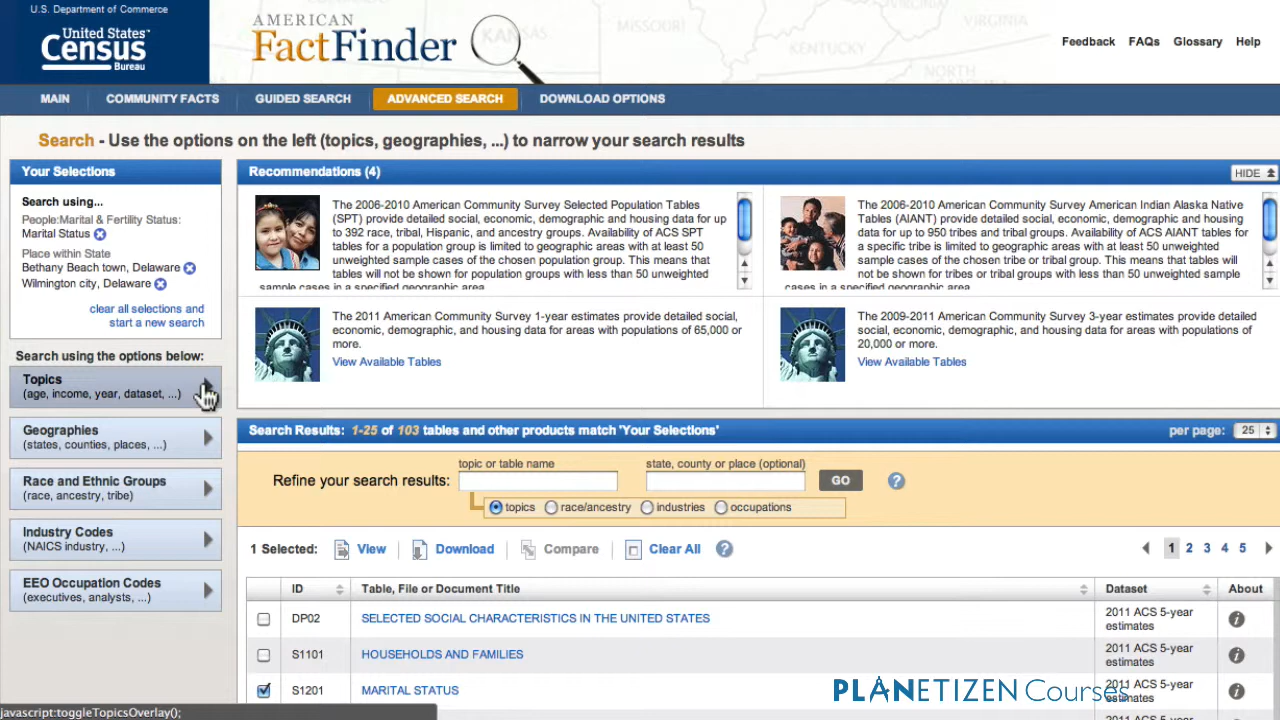 U.S. Department of Commerce
United States™
Census
Bureau
AMERICAN
FactFinder
KANSAS
MISSOURI
KENTUCKY
VIRGINIA
NORTH
Feedback FAQs Glossary Help
MAIN COMMUNITY FACTS GUIDED SEARCH ADVANCED SEARCH DOWNLOAD OPTIONS
Search - Use the options on the left (topics, geographies, ...) to narrow your search results
Your Selections
Search using...
People:Marital & Fertility Status:
Marital Status
Place within State
Bethany Beach town, Delaware
Wilmington city, Delaware
clear all selections and
start a new search
Search using the options below:
Topics
(age, income, year, dataset, ...)
Geographies
(states, counties, places, ...)
Race and Ethnic Groups
(race, ancestry, tribe)
Industry Codes
(NAICS industry, ...)
EEO Occupation Codes
(executives, analysts, ...)
Recommendations (4)
HIDE
The 2006-2010 American Community Survey Selected Population Tables
(SPT) provide detailed social, economic, demographic and housing data for up
to 392 race, tribal, Hispanic, and ancestry groups. Availability of ACS SPT
tables for a population group is limited to geographic areas with at least 50
unweighted sample cases of the chosen population group. This means that
tables will not be shown for population groups with less than 50 unweighted
sample cases in a specified geographic area
The 2006-2010 American Community Survey American Indian Alaska Native
Tables (AIANT) provide detailed social, economic, demographic and housing
data for up to 950 tribes and tribal groups. Availability of ACS AIANT tables
for a specific tribe is limited to geographic areas with at least 50
unweighted sample cases of the chosen tribe or tribal group. This means that
tables will not be shown for tribes or tribal groups with less than 50
unweighted sample cases in a specified geographic area
The 2011 American Community Survey 1-year estimates provide detailed social,
economic, demographic, and housing data for areas with populations of 65,000 or
more.
View Available Tables
The 2009-2011 American Community Survey 3-year estimates provide detailed
social, economic, demographic, and housing data for areas with populations of
20,000 or more.
View Available Tables
Search Results: 1-25 of 103 tables and other products match 'Your Selections'
per page: 25
topic or table name state, county or place (optional)
Refine your search results: GO ?
topics race/ancestry industries occupations
1 Selected: View Download Compare Clear All ? 1 2 3 4 5
ID Table, File or Document Title Dataset About
DP02 SELECTED SOCIAL CHARACTERISTICS IN THE UNITED STATES 2011 ACS 5-year
estimates
S1101 HOUSEHOLDS AND FAMILIES 2011 ACS 5-year
estimates
S1201 MARITAL STATUS 2011 ACS 5-year
estimates
PLANETIZEN Courses
javascript:toggleTopicsOverlay();